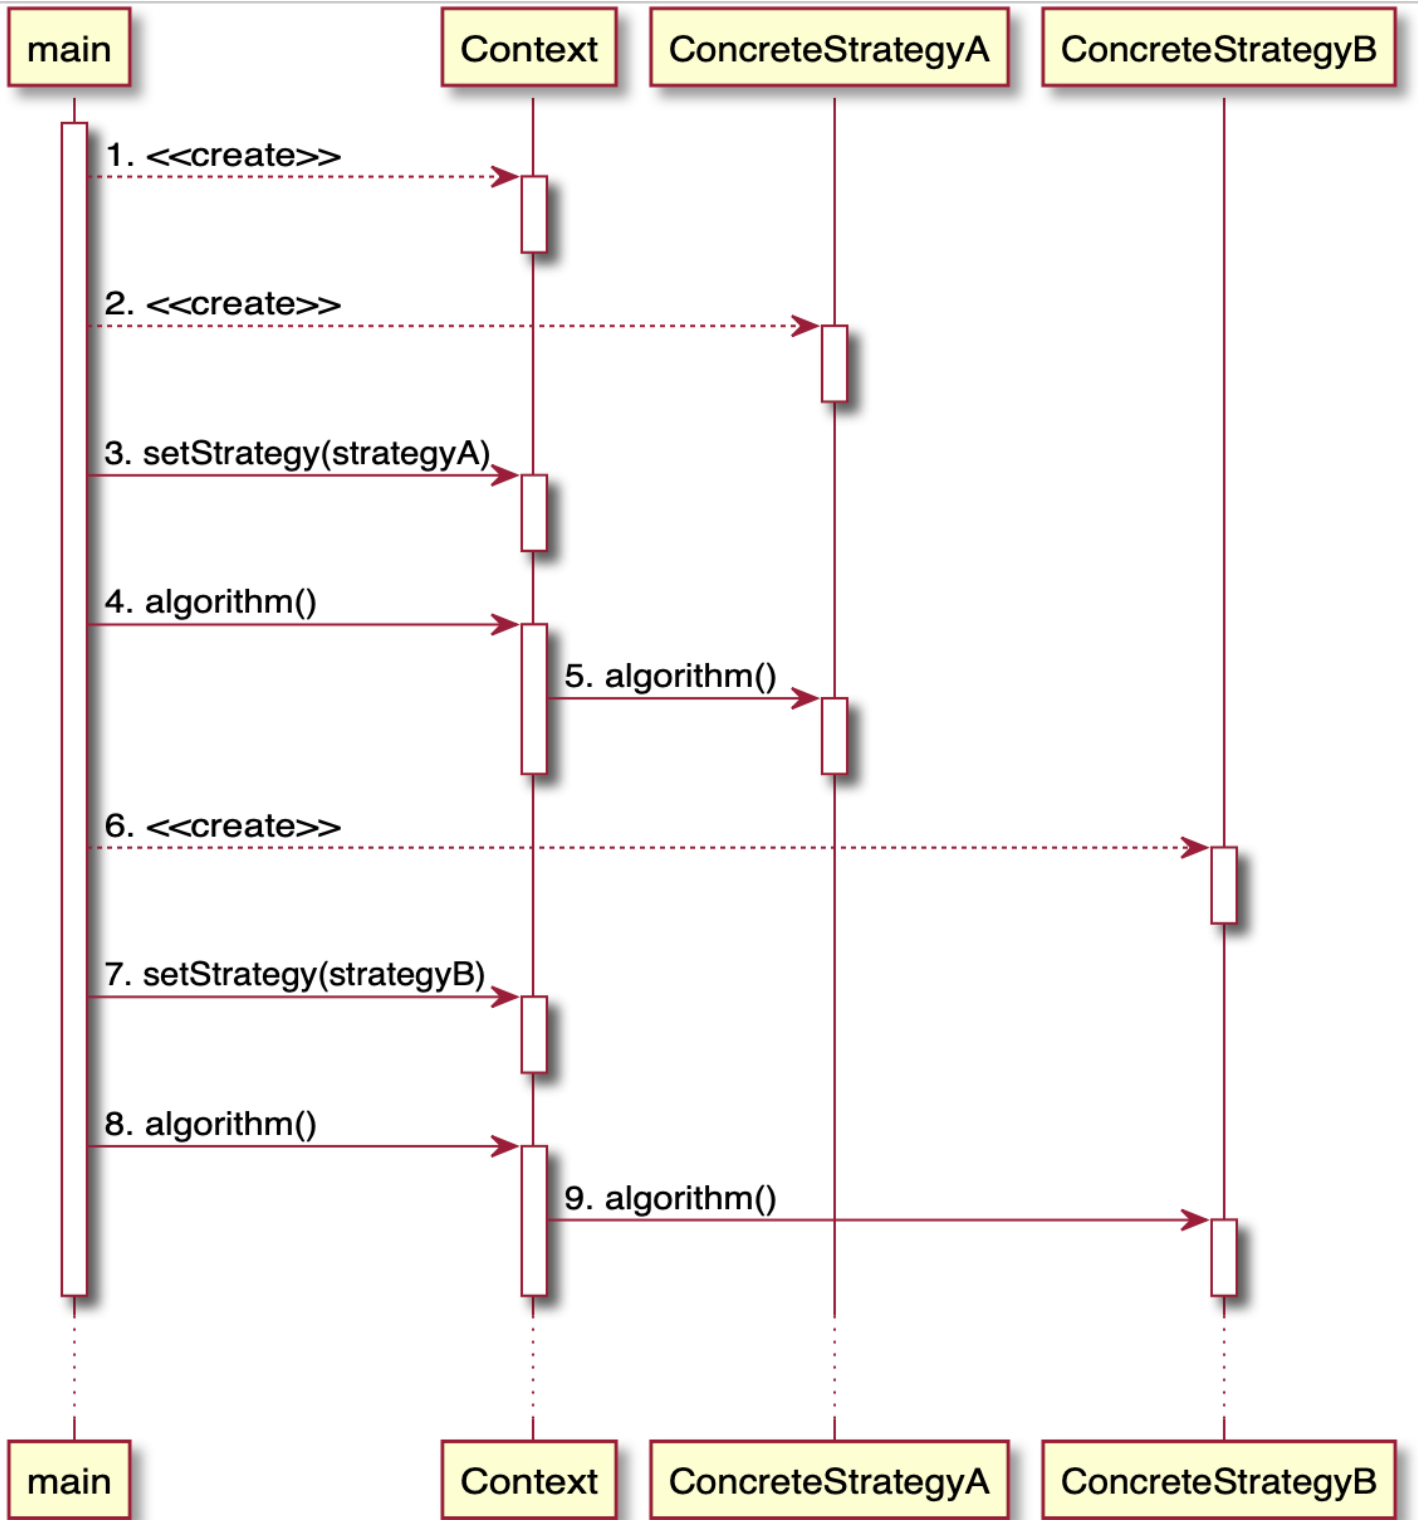 main
Context
ConcreteStrategyA
ConcreteStrategyB
1. <<create>>
2. <<create>>
3. setStrategy(strategyA)
4. algorithm()
5. algorithm()
6. <<create>>
7. setStrategy(strategyB)
8. algorithm()
9. algorithm()
main
Context
ConcreteStrategyA
ConcreteStrategyB